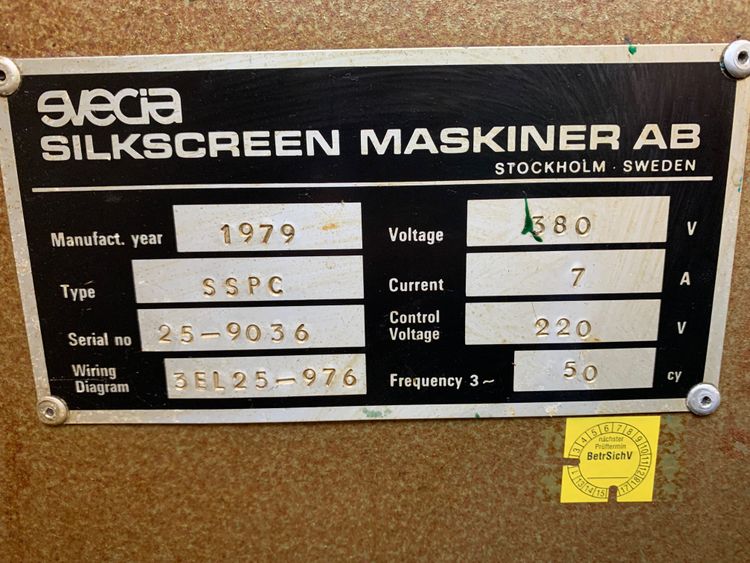 svecia
SILKSCREEN MASKINER AB
STOCKHOLM · SWEDEN
Manufact. year 1979
Type SSPC
Serial no 25-9036
Wiring Diagram 3EL25-976
Voltage 380 V
Current 7 A
Control Voltage 220 V
Frequency 3~ 50 cy
nächster
Prüftermin
BetrSichV